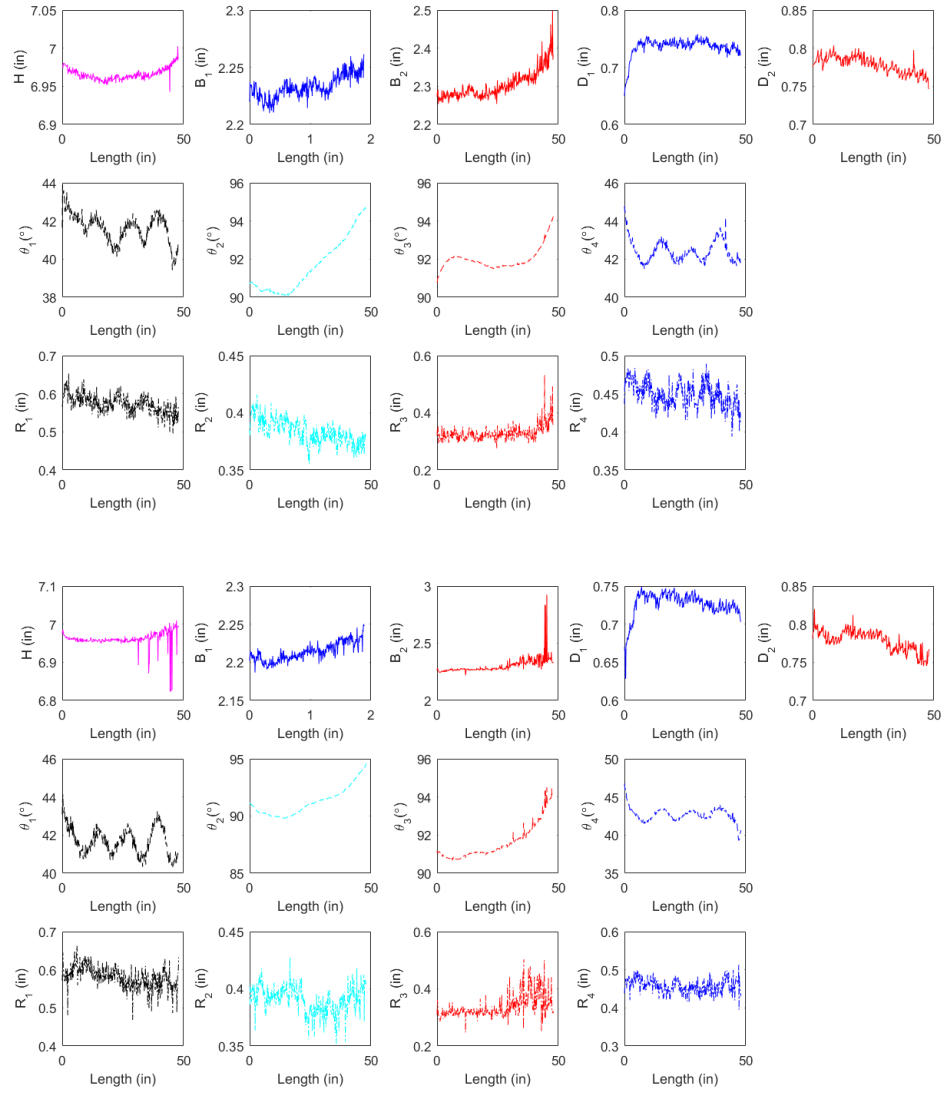 7.05 2.3 2.5 0.8 0.85
H (in) 7 B₁ (in) 2.25 B₂ (in) 2.4 D₁ (in) 0.7 D₂ (in) 0.8
6.95 2.3 0.75
6.9 2.2 2.2 0.6 0.7
0 50 0 1 2 0 50 0 50 0 50
Length (in) Length (in) Length (in) Length (in) Length (in)
44 96 96 46
θ₁(°) 42 θ₂(°) 94 θ₃(°) 94 θ₄(°) 44
40 92 92 42
38 90 90 40
0 50 0 50 0 50 0 50
Length (in) Length (in) Length (in) Length (in)
0.7 0.45 0.6 0.5
R₁ (in) 0.6 R₂ (in) 0.4 R₃ (in) 0.4 R₄ (in) 0.45
0.5 0.4
0.4 0.35 0.2 0.35
0 50 0 50 0 50 0 50
Length (in) Length (in) Length (in) Length (in)
7.1 2.3 3 0.75 0.85
H (in) 7 B₁ (in) 2.25 B₂ (in) 2.5 D₁ (in) 0.7 D₂ (in) 0.8
6.9 2.2 0.65 0.75
6.8 2.15 2 0.6 0.7
0 50 0 1 2 0 50 0 50 0 50
Length (in) Length (in) Length (in) Length (in) Length (in)
46 95 96 50
θ₁(°) 44 θ₂(°) 90 θ₃(°) 94 θ₄(°) 45
42 92 40
40 85 90 35
0 50 0 50 0 50 0 50
Length (in) Length (in) Length (in) Length (in)
0.7 0.45 0.6 0.6
R₁ (in) 0.6 R₂ (in) 0.4 R₃ (in) 0.4 R₄ (in) 0.5
0.5 0.4
0.4 0.35 0.2 0.3
0 50 0 50 0 50 0 50
Length (in) Length (in) Length (in) Length (in)